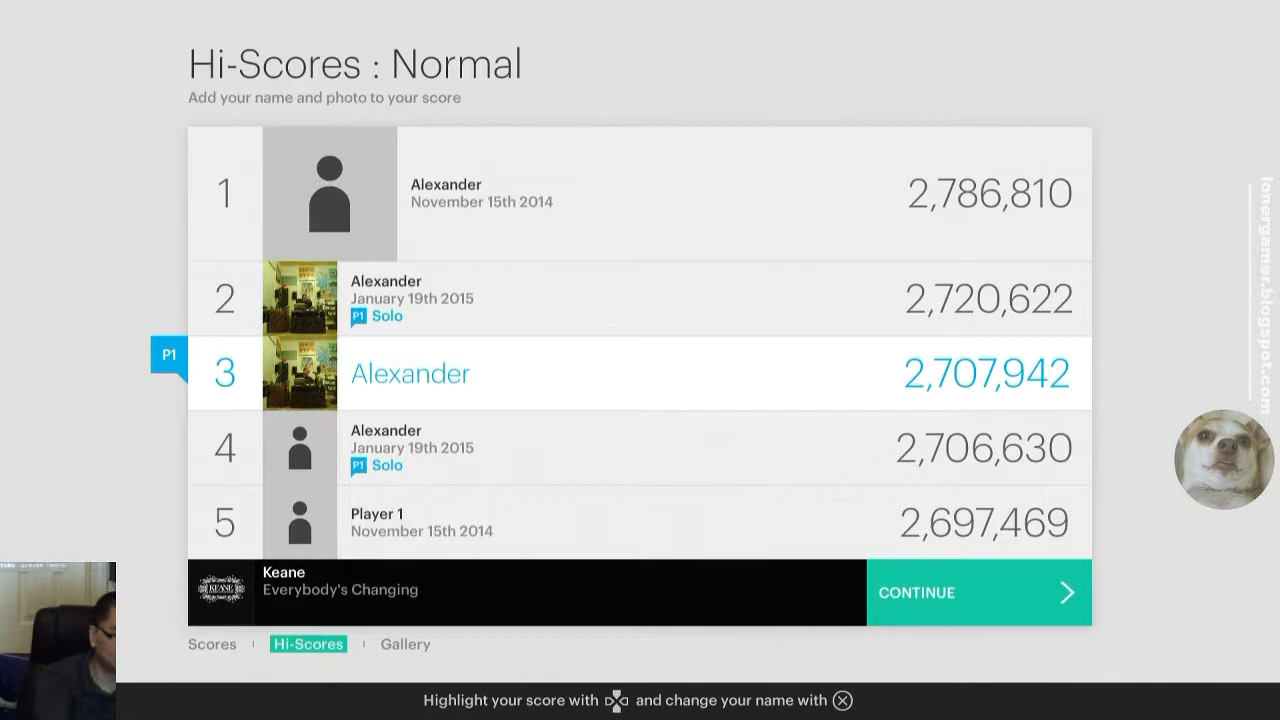 Hi-Scores : Normal
Add your name and photo to your score
1
Alexander
November 15th 2014
2,786,810
2
Alexander
January 19th 2015
P1 Solo
2,720,622
P1
3
Alexander
2,707,942
4
Alexander
January 19th 2015
P1 Solo
2,706,630
5
Player 1
November 15th 2014
2,697,469
KEANE
Keane
Everybody's Changing
CONTINUE
Scores
Hi-Scores
Gallery
Highlight your score with and change your name with
lonergamer.blogspot.com